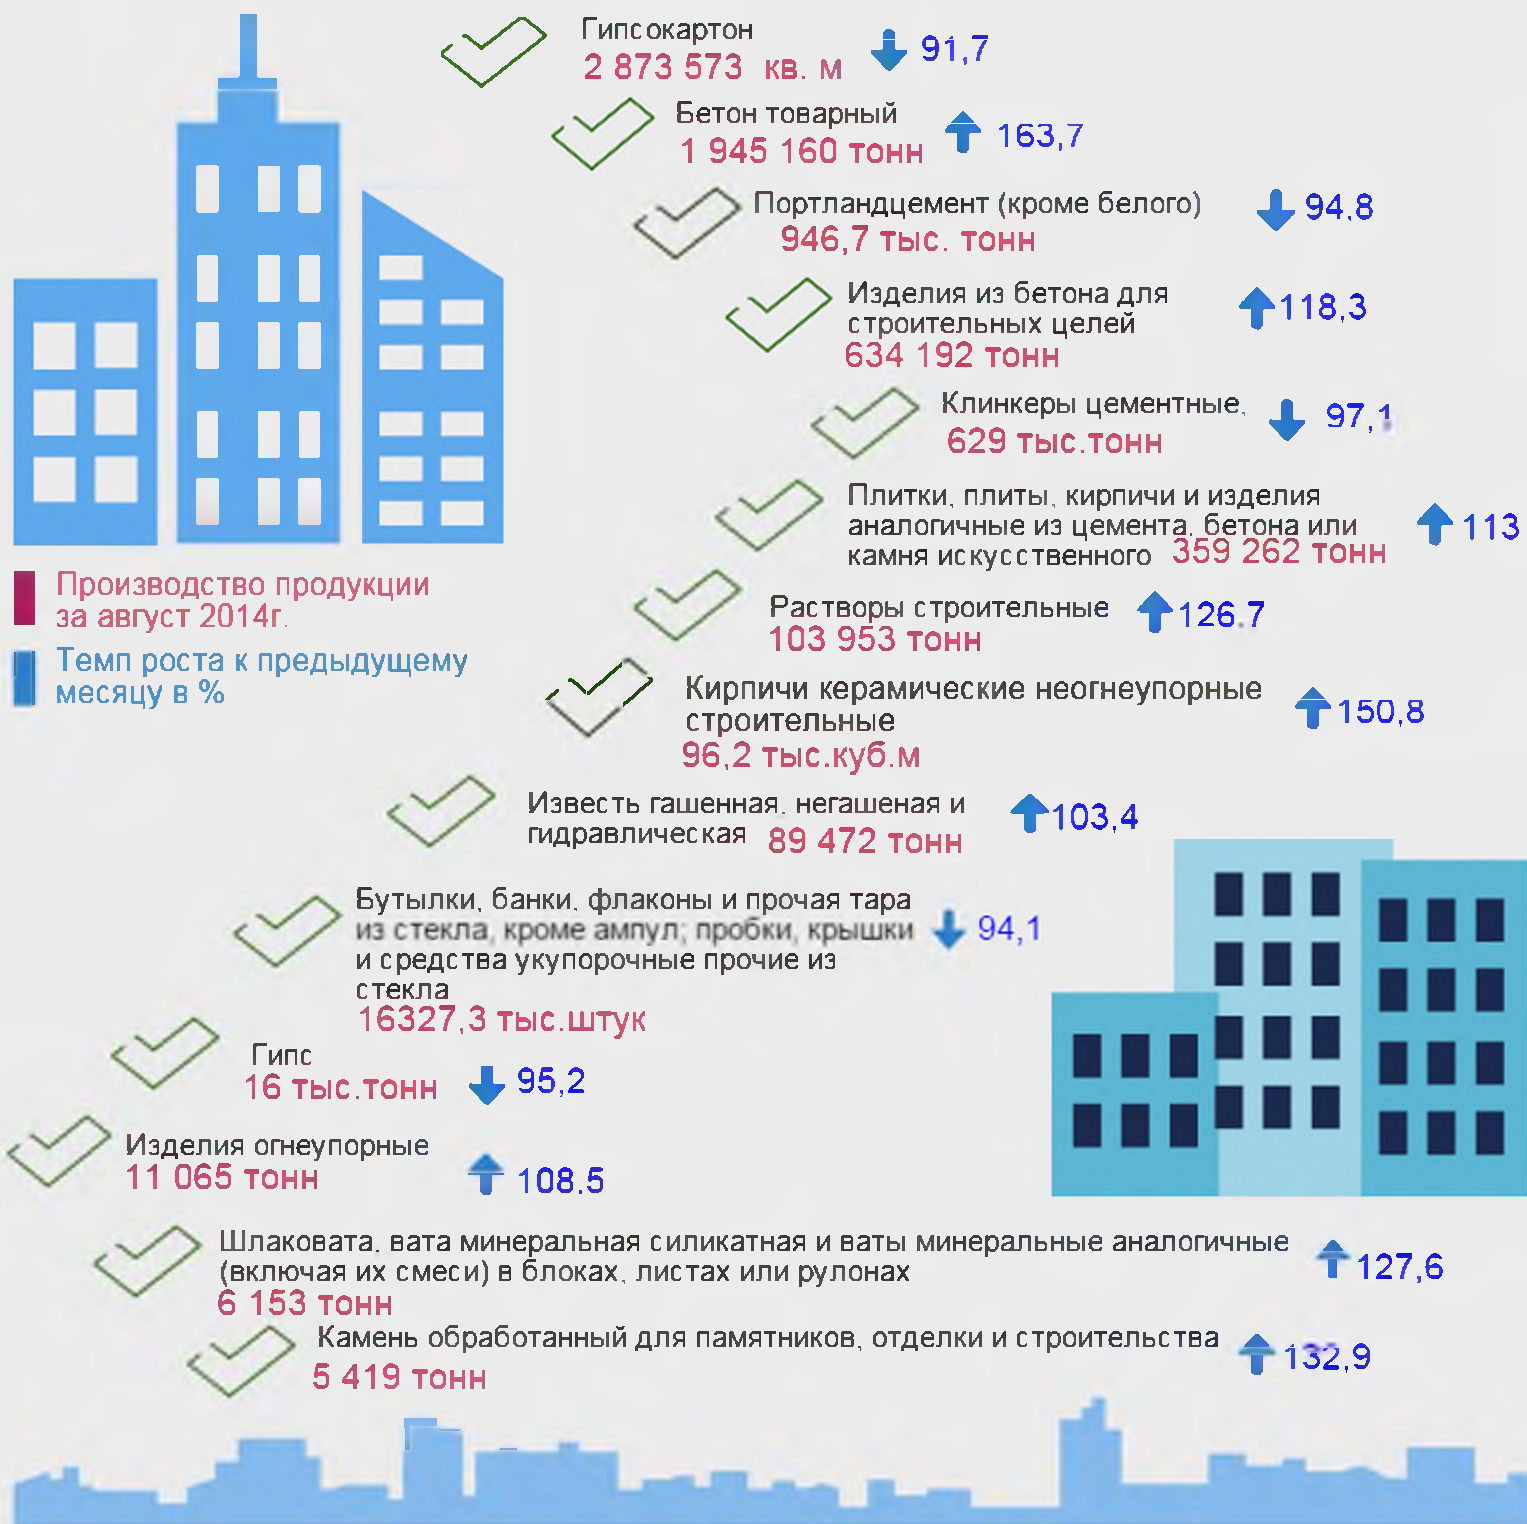 Гипсокартон
2 873 573 кв. м
91,7
Бетон товарный
1 945 160 тонн
163,7
Портландцемент (кроме белого)
946,7 тыс. тонн
94,8
Изделия из бетона для
строительных целей
634 192 тонн
118,3
Клинкеры цементные,
629 тыс.тонн
97,1
Плитки, плиты, кирпичи и изделия
аналогичные из цемента, бетона или
камня искусственного 359 262 тонн
113
Растворы строительные
103 953 тонн
126.7
Производство продукции
за август 2014г.
Темп роста к предыдущему
месяцу в %
Кирпичи керамические неогнеупорные
строительные
96,2 тыс.куб.м
150,8
Известь гашенная, негашеная и
гидравлическая 89 472 тонн
103,4
Бутылки, банки, флаконы и прочая тара
из стекла, кроме ампул; пробки, крышки
и средства укупорочные прочие из
стекла
16327,3 тыс.штук
94,1
Гипс
16 тыс.тонн
95,2
Изделия огнеупорные
11 065 тонн
108.5
Шлаковата, вата минеральная силикатная и ваты минеральные аналогичные
(включая их смеси) в блоках, листах или рулонах
6 153 тонн
127,6
Камень обработанный для памятников, отделки и строительства
5 419 тонн
132,9